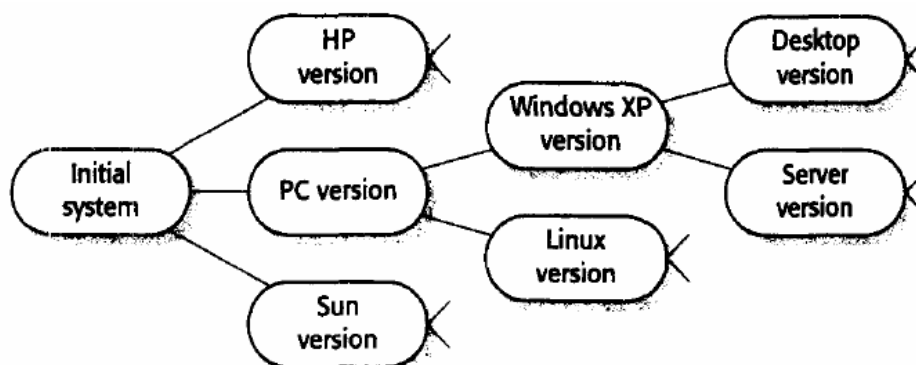 HP
version
Desktop
version
Windows XP
version
Initial
system
PC version
Server
version
Linux
version
Sun
version